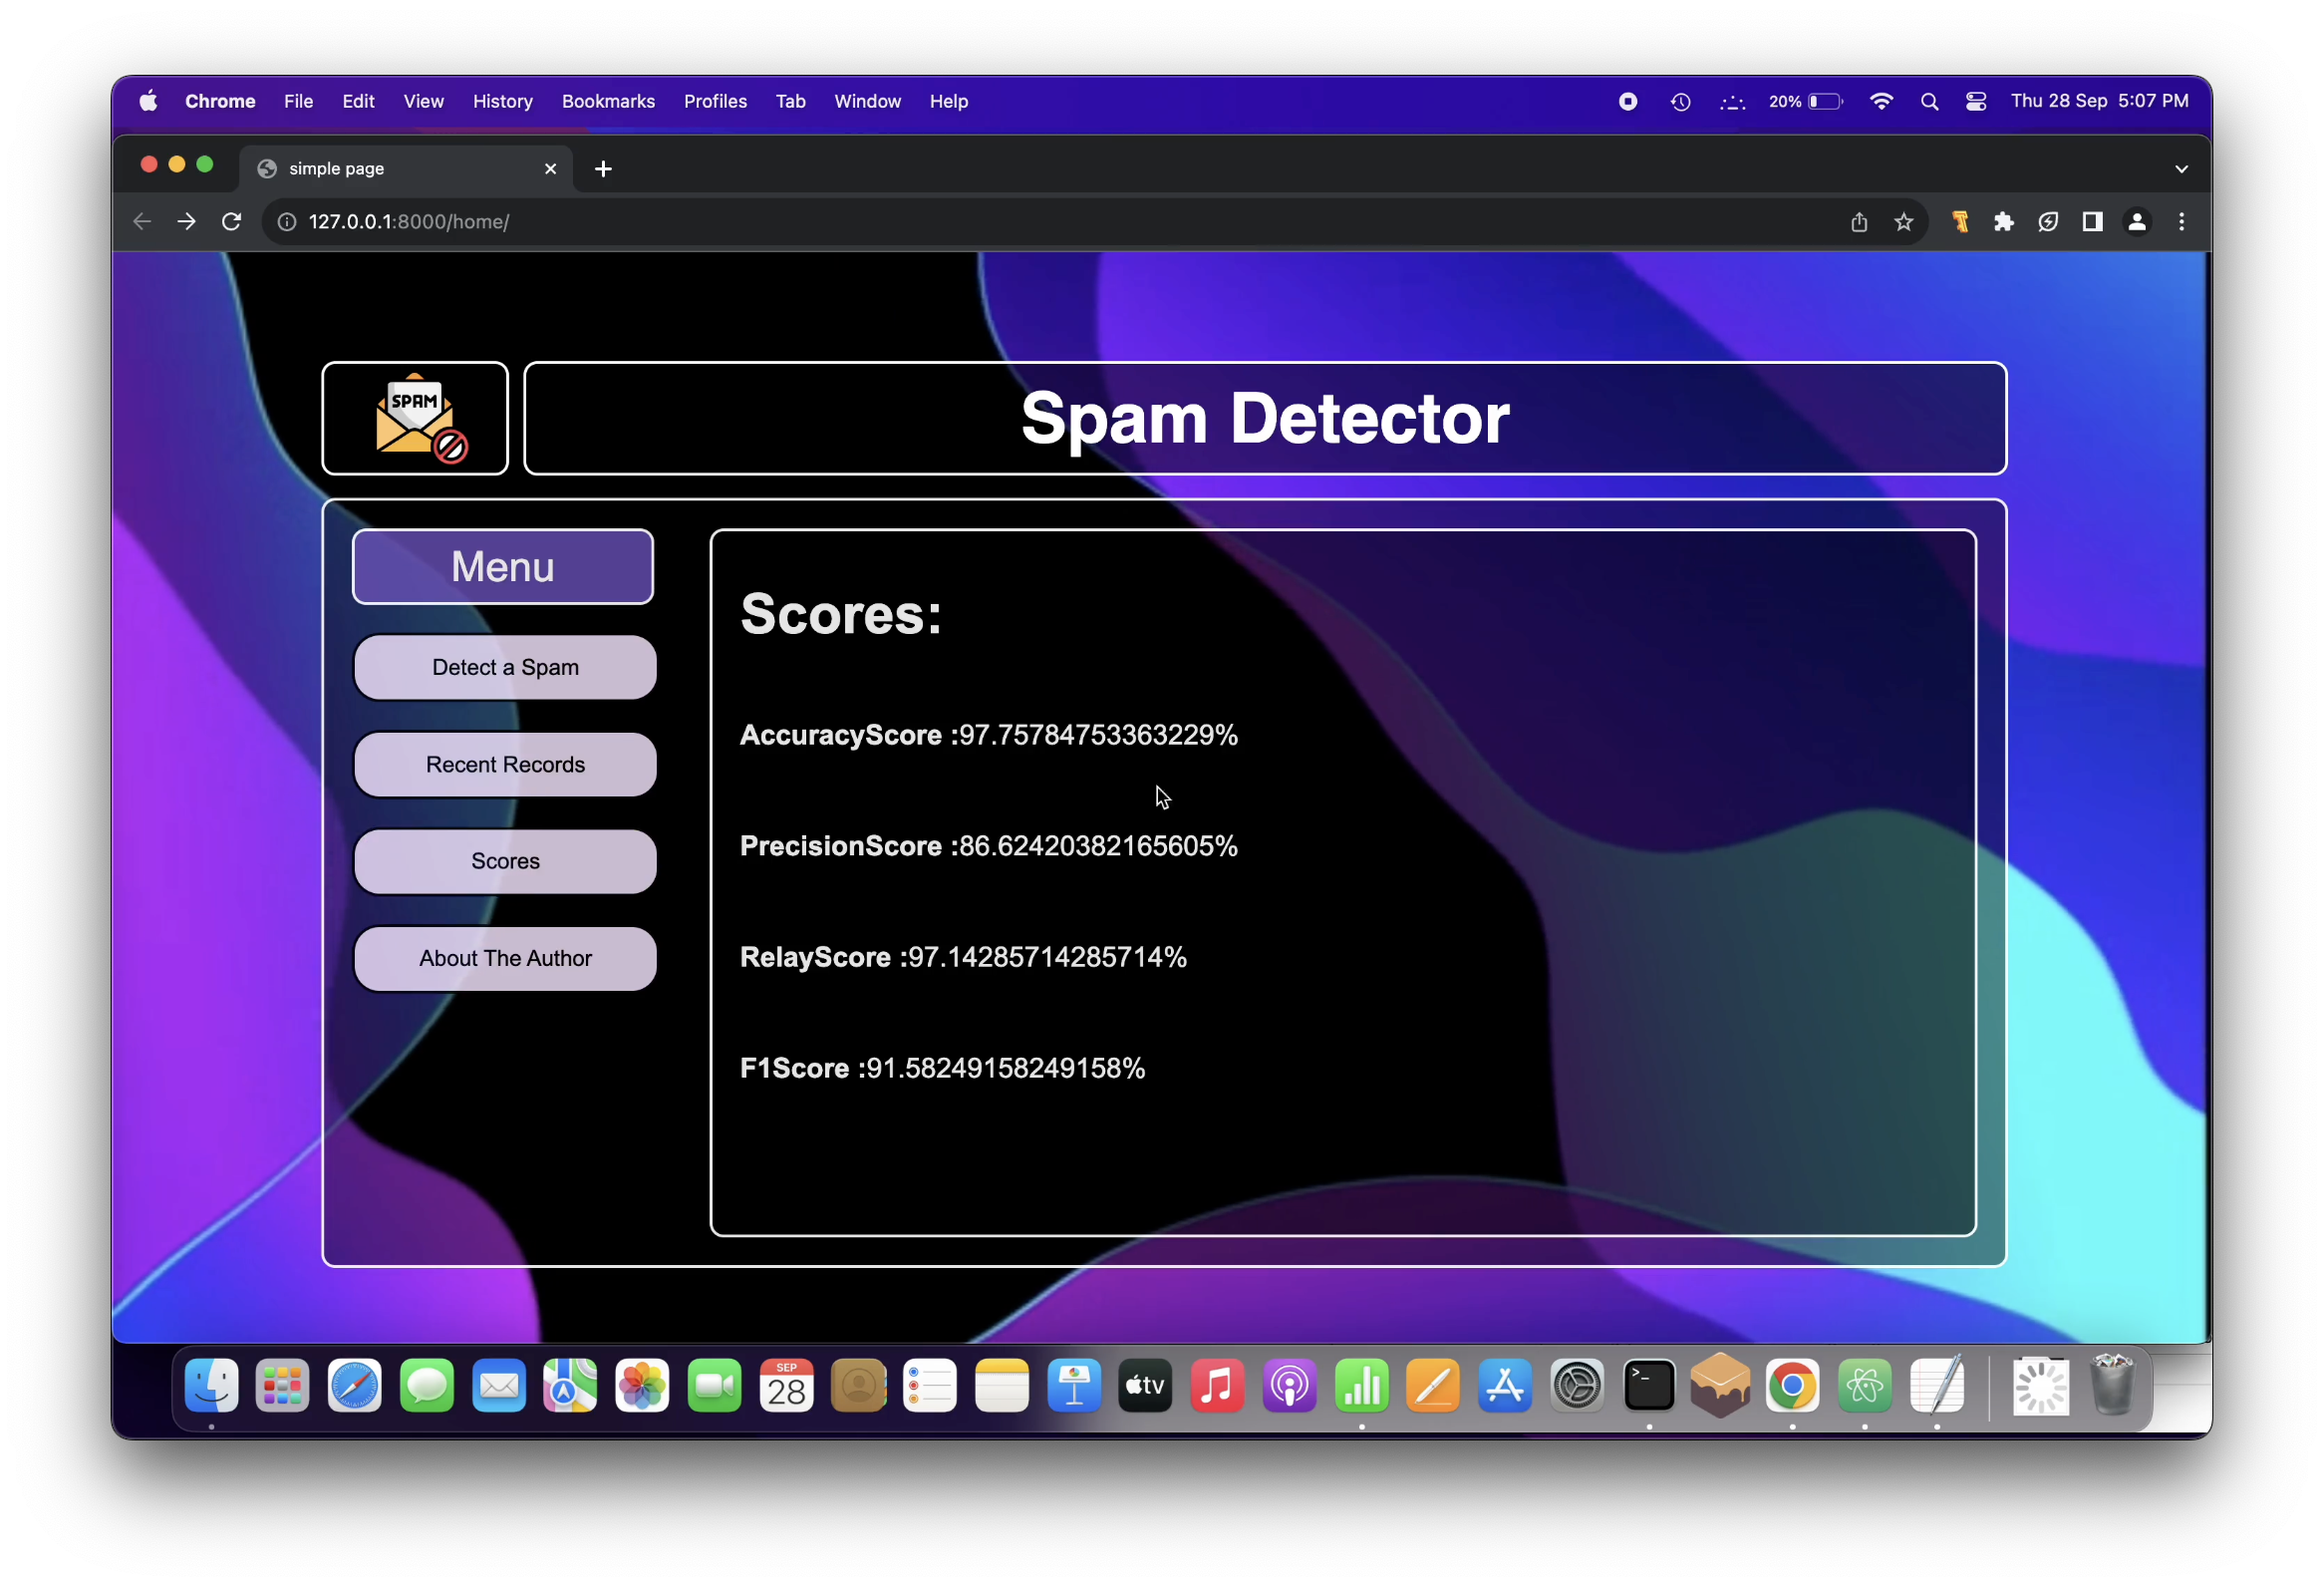 Chrome File Edit View History Bookmarks Profiles Tab Window Help 20% Thu 28 Sep 5:07 PM
simple page
127.0.0.1:8000/home/
SPAM
Spam Detector
Menu
Detect a Spam
Recent Records
Scores
About The Author
Scores:
AccuracyScore :97.75784753363229%
PrecisionScore :86.62420382165605%
RelayScore :97.14285714285714%
F1Score :91.58249158249158%
SEP
28
tv
>_